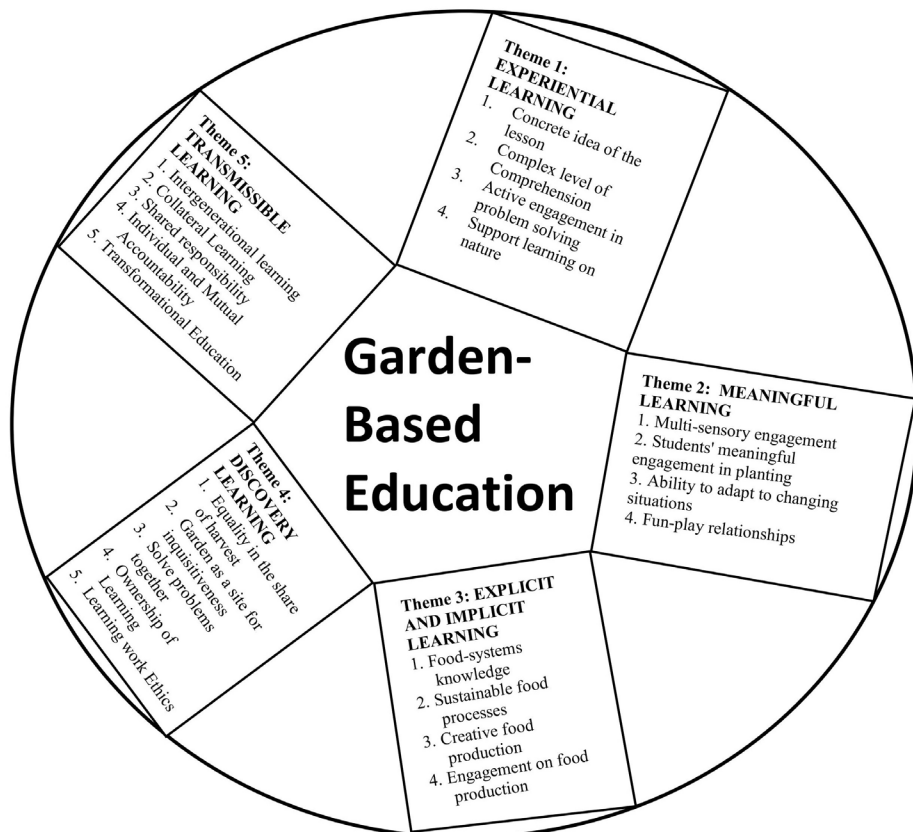 Theme 1:
EXPERIENTIAL
LEARNING
1. Concrete idea of the
lesson
2. Complex level of
Comprehension
3. Active engagement in
problem solving
4. Support learning on
nature
Theme 5:
TRANSMISSIBLE
LEARNING
1. Intergenerational learning
2. Collateral Learning
3. Shared responsibility
4. Individual and Mutual
Accountability
5. Transformational Education
Garden-
Based
Education
Theme 2: MEANINGFUL
LEARNING
1. Multi-sensory engagement
2. Students' meaningful
engagement in planting
3. Ability to adapt to changing
situations
4. Fun-play relationships
Theme 4:
DISCOVERY
LEARNING
1. Equality in the share
of harvest
2. Garden as a site for
inquisitiveness
3. Solve problems
together
4. Ownership of
Learning
5. Learning work Ethics
Theme 3: EXPLICIT
AND IMPLICIT
LEARNING
1. Food-systems
knowledge
2. Sustainable food
processes
3. Creative food
production
4. Engagement on food
production